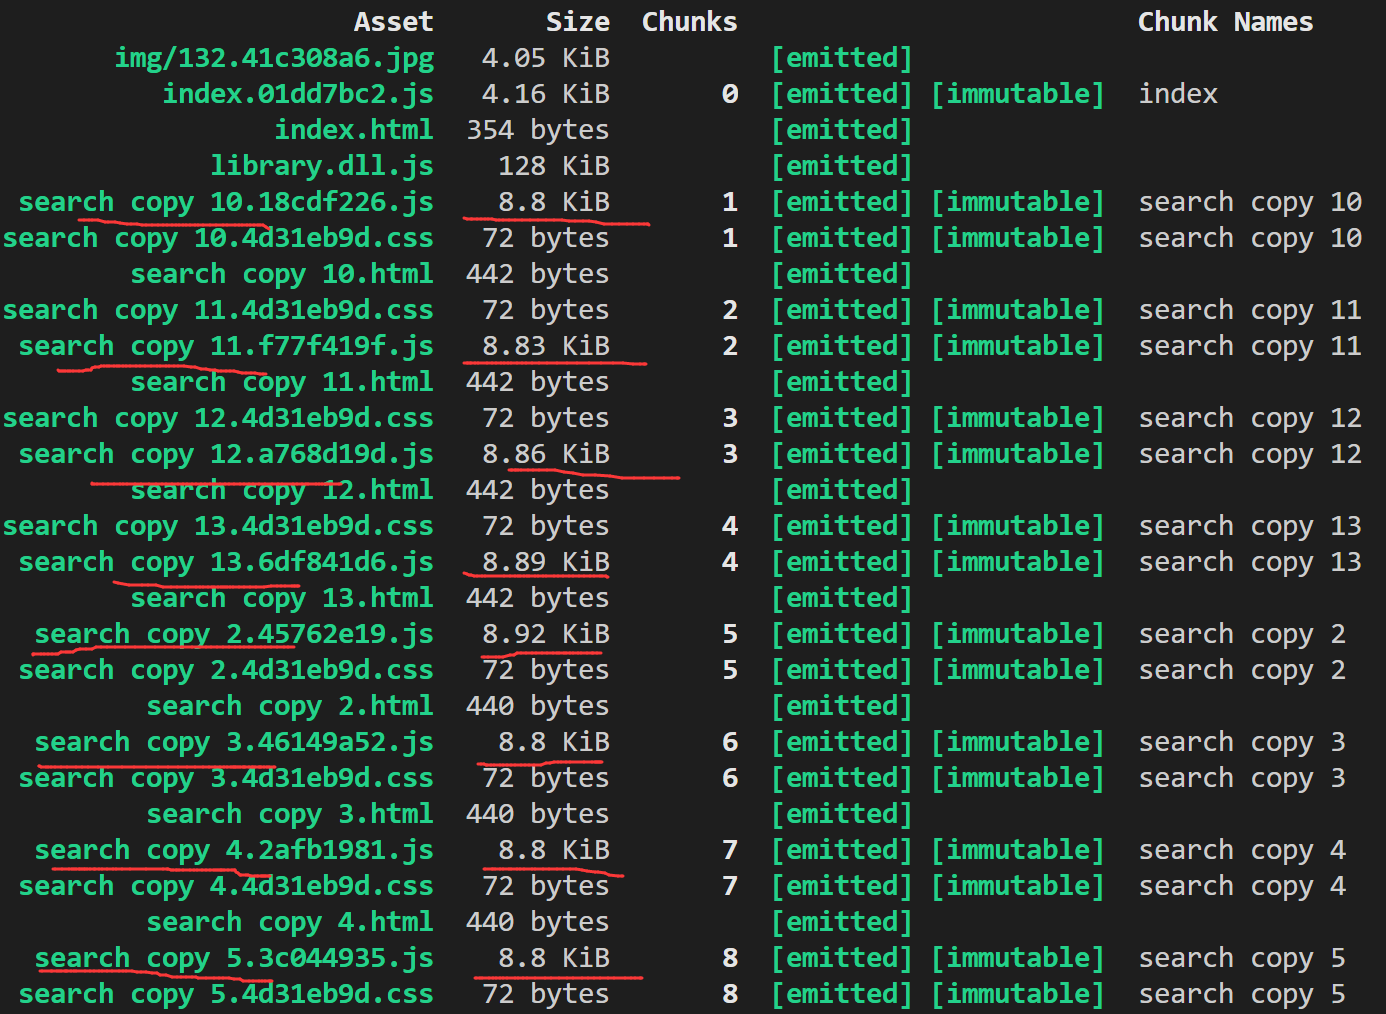 Asset Size Chunks Chunk Names
img/132.41c308a6.jpg 4.05 KiB [emitted]
index.01dd7bc2.js 4.16 KiB 0 [emitted] [immutable] index
index.html 354 bytes [emitted]
library.dll.js 128 KiB [emitted]
search copy 10.18cdf226.js 8.8 KiB 1 [emitted] [immutable] search copy 10
search copy 10.4d31eb9d.css 72 bytes 1 [emitted] [immutable] search copy 10
search copy 10.html 442 bytes [emitted]
search copy 11.4d31eb9d.css 72 bytes 2 [emitted] [immutable] search copy 11
search copy 11.f77f419f.js 8.83 KiB 2 [emitted] [immutable] search copy 11
search copy 11.html 442 bytes [emitted]
search copy 12.4d31eb9d.css 72 bytes 3 [emitted] [immutable] search copy 12
search copy 12.a768d19d.js 8.86 KiB 3 [emitted] [immutable] search copy 12
search copy 12.html 442 bytes [emitted]
search copy 13.4d31eb9d.css 72 bytes 4 [emitted] [immutable] search copy 13
search copy 13.6df841d6.js 8.89 KiB 4 [emitted] [immutable] search copy 13
search copy 13.html 442 bytes [emitted]
search copy 2.45762e19.js 8.92 KiB 5 [emitted] [immutable] search copy 2
search copy 2.4d31eb9d.css 72 bytes 5 [emitted] [immutable] search copy 2
search copy 2.html 440 bytes [emitted]
search copy 3.46149a52.js 8.8 KiB 6 [emitted] [immutable] search copy 3
search copy 3.4d31eb9d.css 72 bytes 6 [emitted] [immutable] search copy 3
search copy 3.html 440 bytes [emitted]
search copy 4.2afb1981.js 8.8 KiB 7 [emitted] [immutable] search copy 4
search copy 4.4d31eb9d.css 72 bytes 7 [emitted] [immutable] search copy 4
search copy 4.html 440 bytes [emitted]
search copy 5.3c044935.js 8.8 KiB 8 [emitted] [immutable] search copy 5
search copy 5.4d31eb9d.css 72 bytes 8 [emitted] [immutable] search copy 5